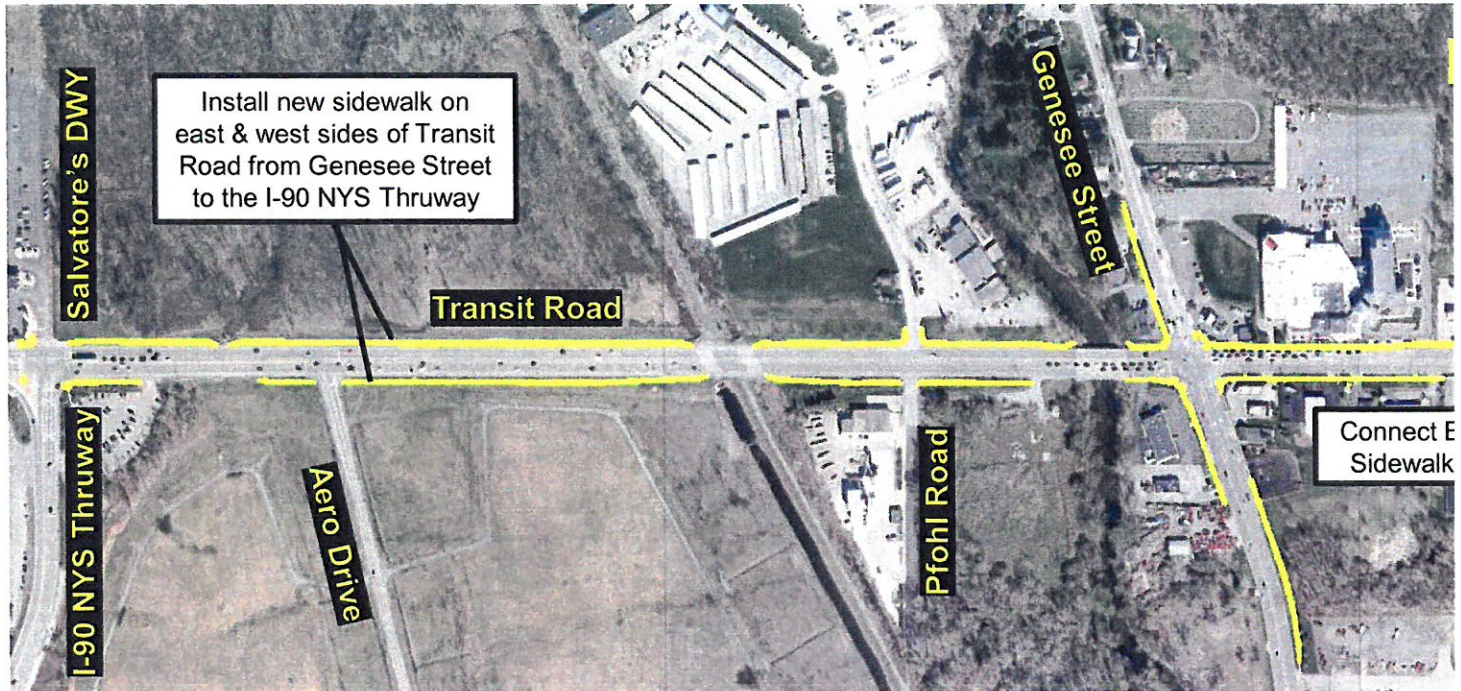 Salvatore's DWY
Install new sidewalk on
east & west sides of Transit
Road from Genesee Street
to the I-90 NYS Thruway
Transit Road
Genesee Street
I-90 NYS Thruway
Aero Drive
Pfohl Road
Connect E
Sidewalk